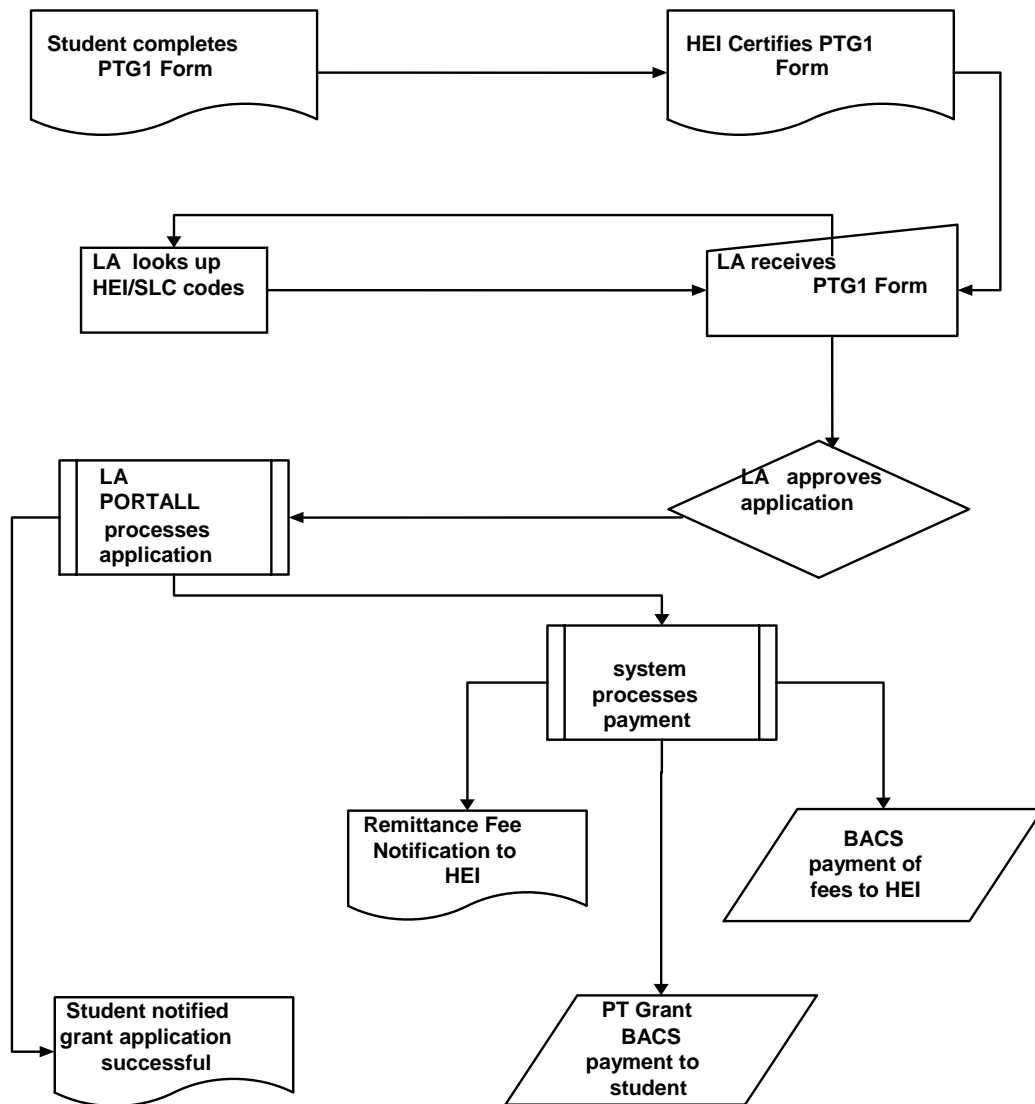 Student completes
PTG1 Form
HEI Certifies PTG1
Form
LA looks up
HEI/SLC codes
LA receives
PTG1 Form
LA
PORTALL
processes
application
LA approves
application
system
processes
payment
Remittance Fee
Notification to
HEI
BACS
payment of
fees to HEI
Student notified
grant application
successful
PT Grant
BACS
payment to
student